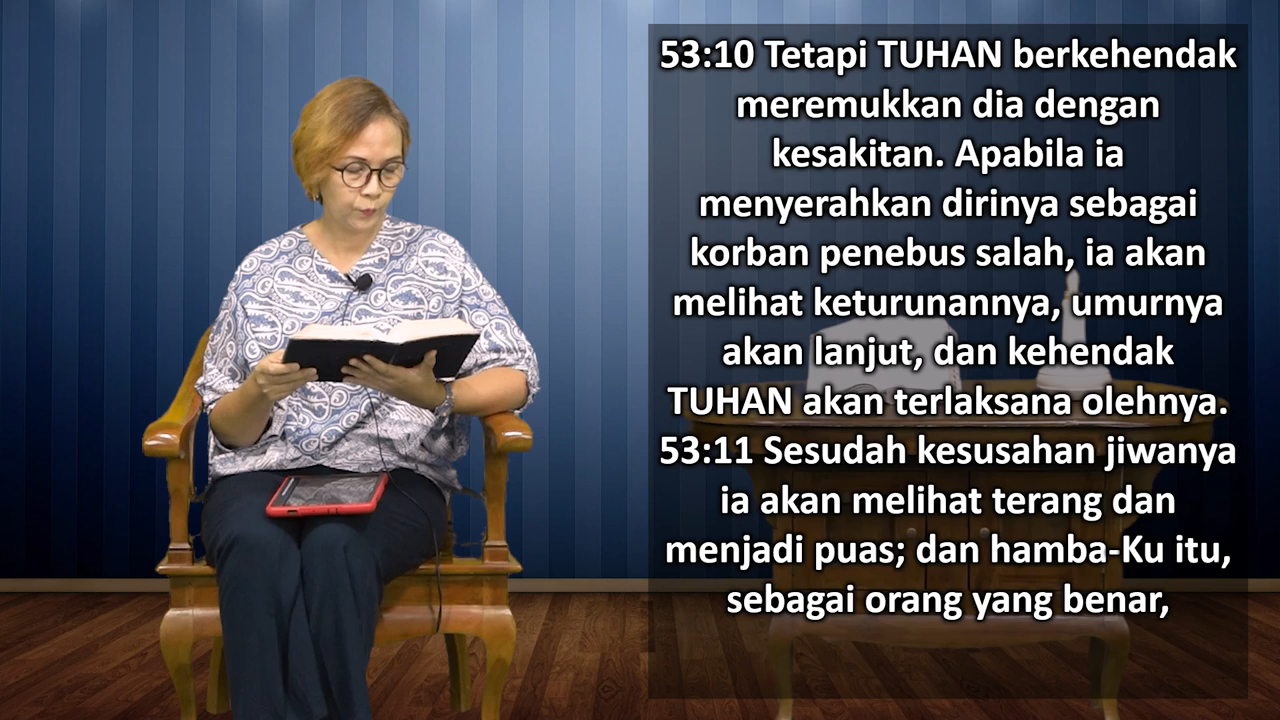 53:10 Tetapi TUHAN berkehendak
meremukkan dia dengan
kesakitan. Apabila ia
menyerahkan dirinya sebagai
korban penebus salah, ia akan
melihat keturunannya, umurnya
akan lanjut, dan kehendak
TUHAN akan terlaksana olehnya.
53:11 Sesudah kesusahan jiwanya
ia akan melihat terang dan
menjadi puas; dan hamba-Ku itu,
sebagai orang yang benar,